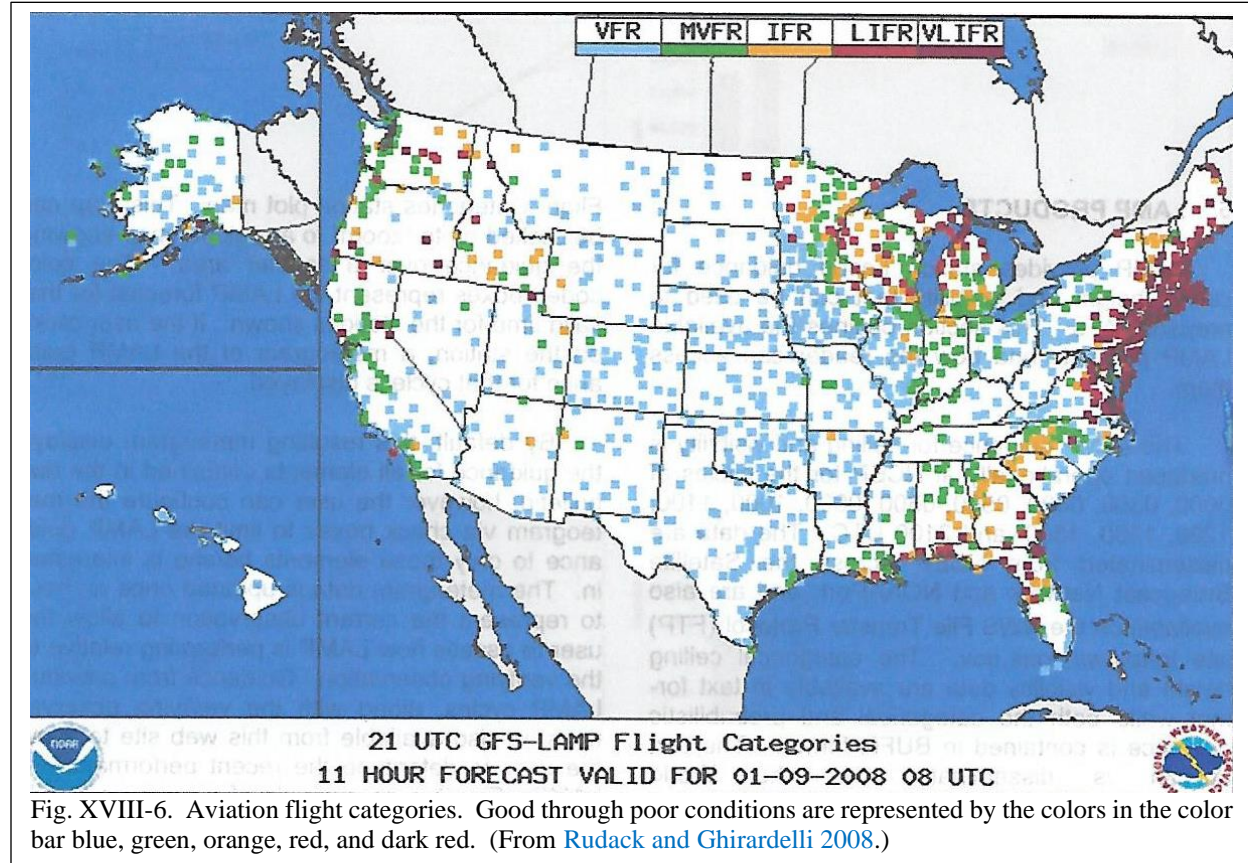 VFR MVFR IFR LIFR VLIFR
21 UTC GFS-LAMP Flight Categories
11 HOUR FORECAST VALID FOR 01-09-2008 08 UTC
NOAA
Fig. XVIII-6. Aviation flight categories. Good through poor conditions are represented by the colors in the color
bar blue, green, orange, red, and dark red. (From Rudack and Ghirardelli 2008.)